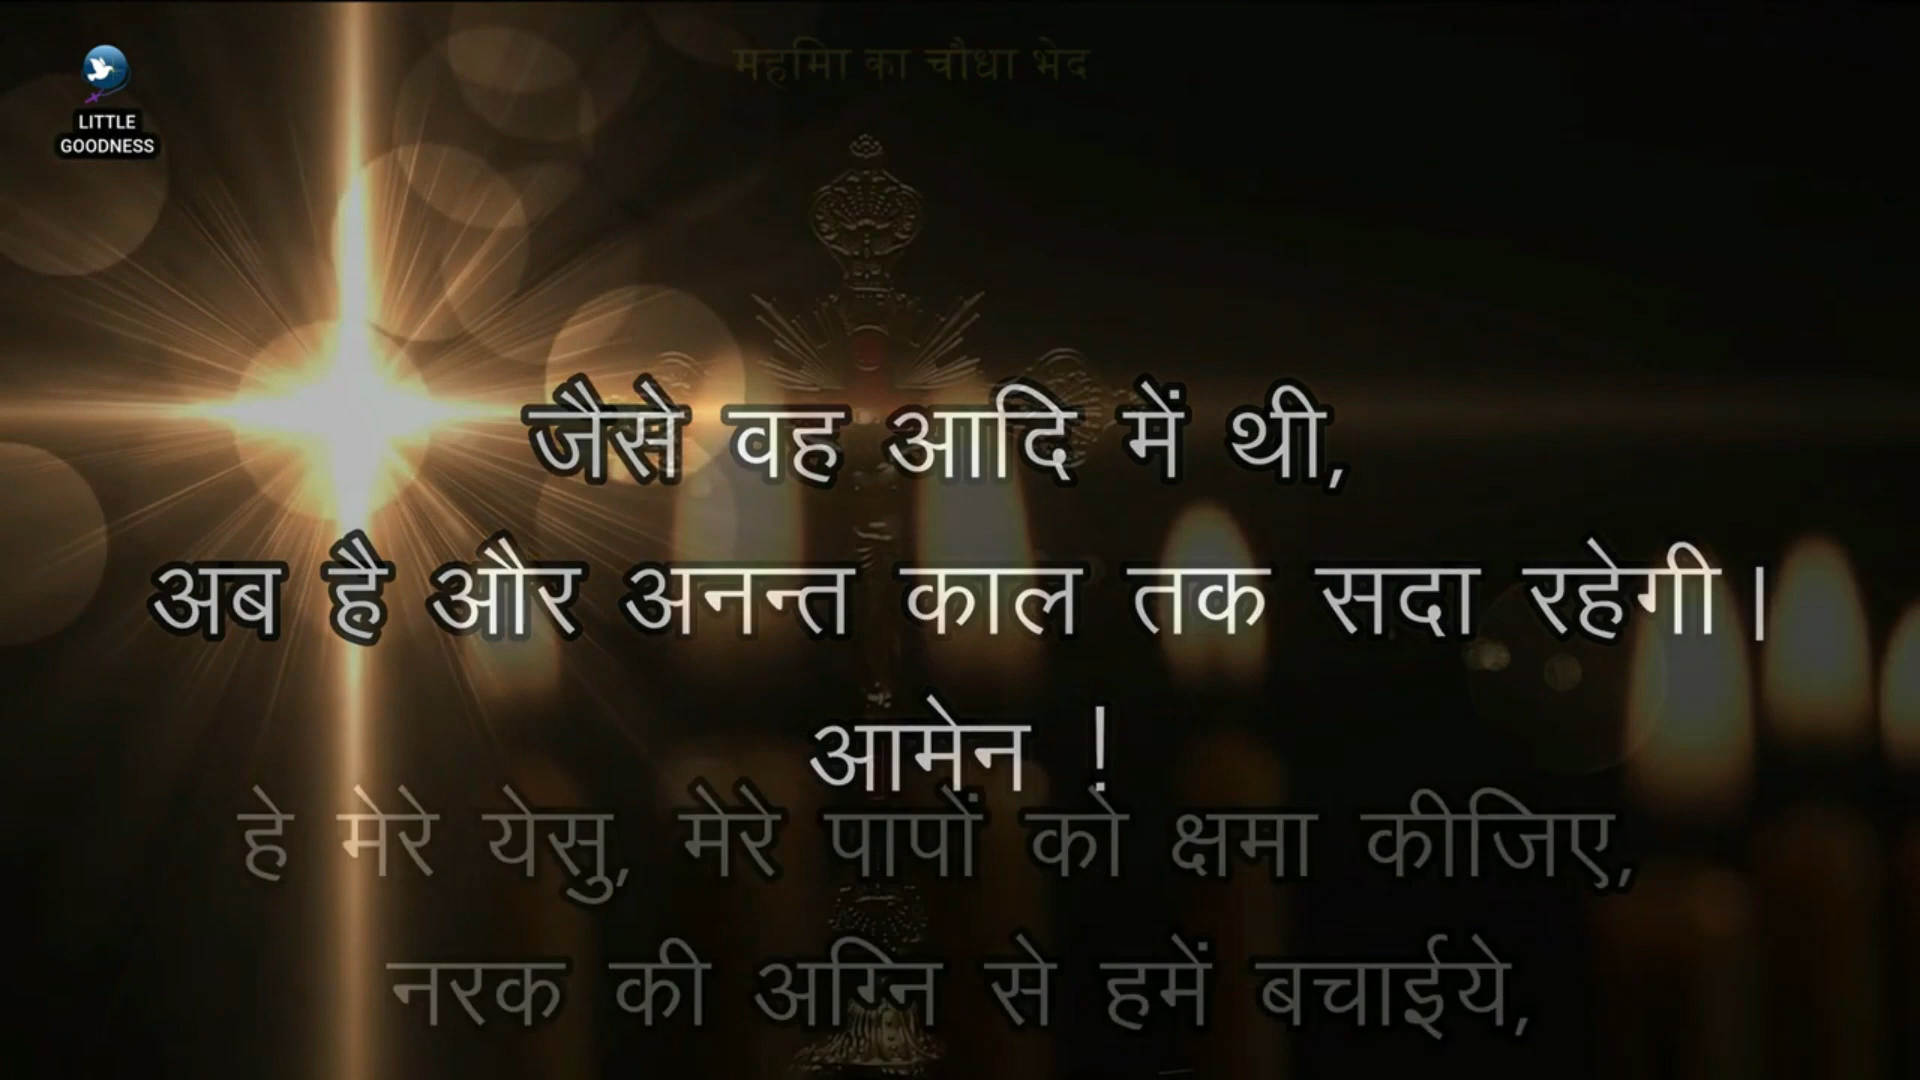 महिमा का चौथा भेद
LITTLE
GOODNESS
जैसे वह आदि में थी,
अब है और अनन्त काल तक सदा रहेगी।
आमेन !
हे मेरे येसु, मेरे पापों को क्षमा कीजिए,
नरक की अग्नि से हमें बचाईये,